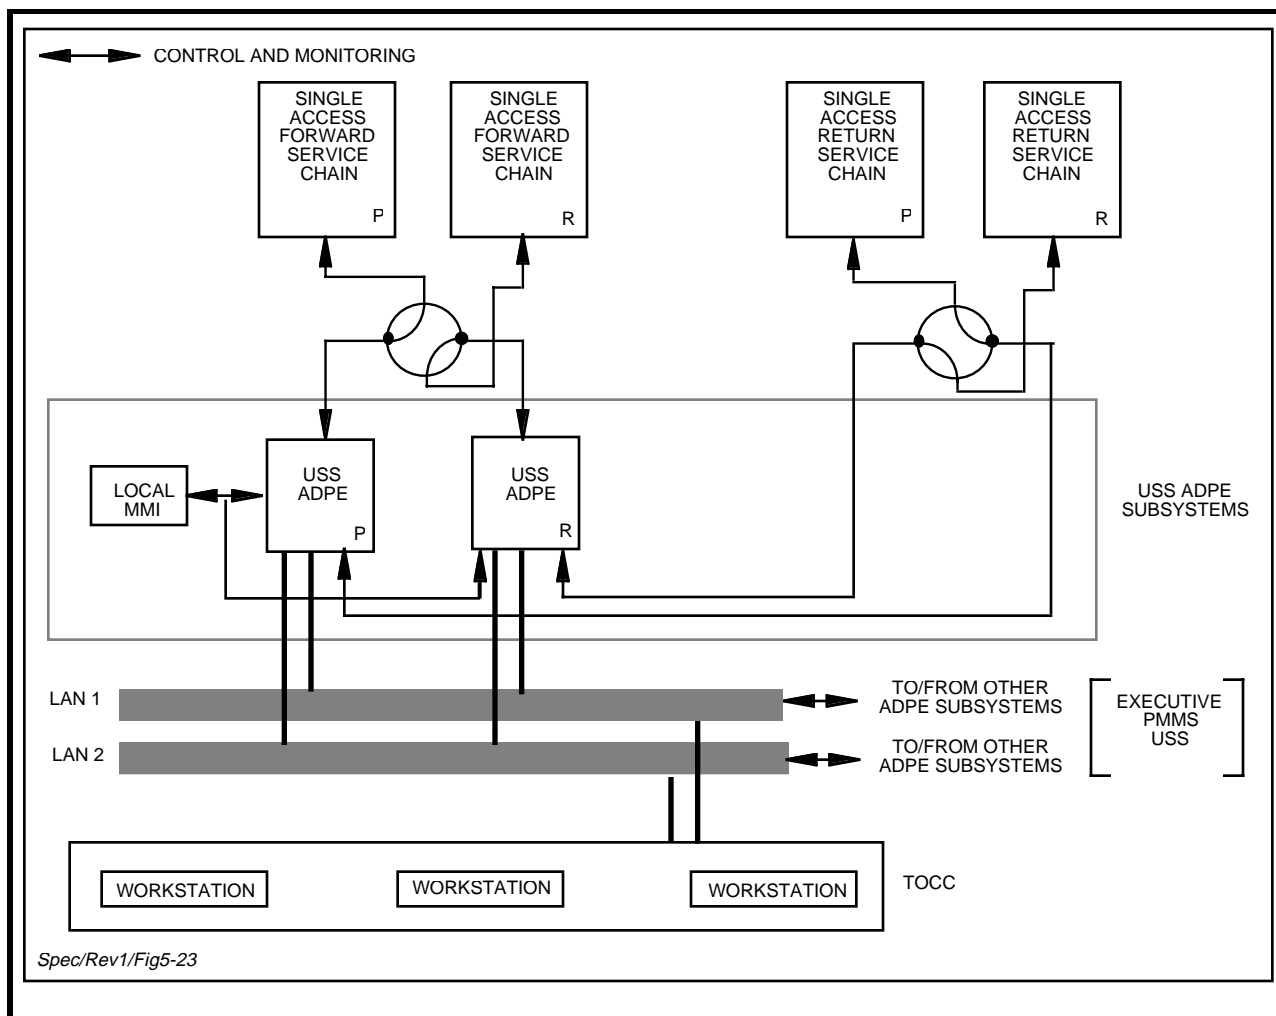 CONTROL AND MONITORING
SINGLE
ACCESS
FORWARD
SERVICE
CHAIN
P
SINGLE
ACCESS
FORWARD
SERVICE
CHAIN
R
SINGLE
ACCESS
RETURN
SERVICE
CHAIN
P
SINGLE
ACCESS
RETURN
SERVICE
CHAIN
R
LOCAL
MMI
USS
ADPE
P
USS
ADPE
R
USS ADPE
SUBSYSTEMS
LAN 1
TO/FROM OTHER
ADPE SUBSYSTEMS
LAN 2
TO/FROM OTHER
ADPE SUBSYSTEMS
EXECUTIVE
PMMS
USS
WORKSTATION
WORKSTATION
WORKSTATION
TOCC
Spec/Rev1/Fig5-23